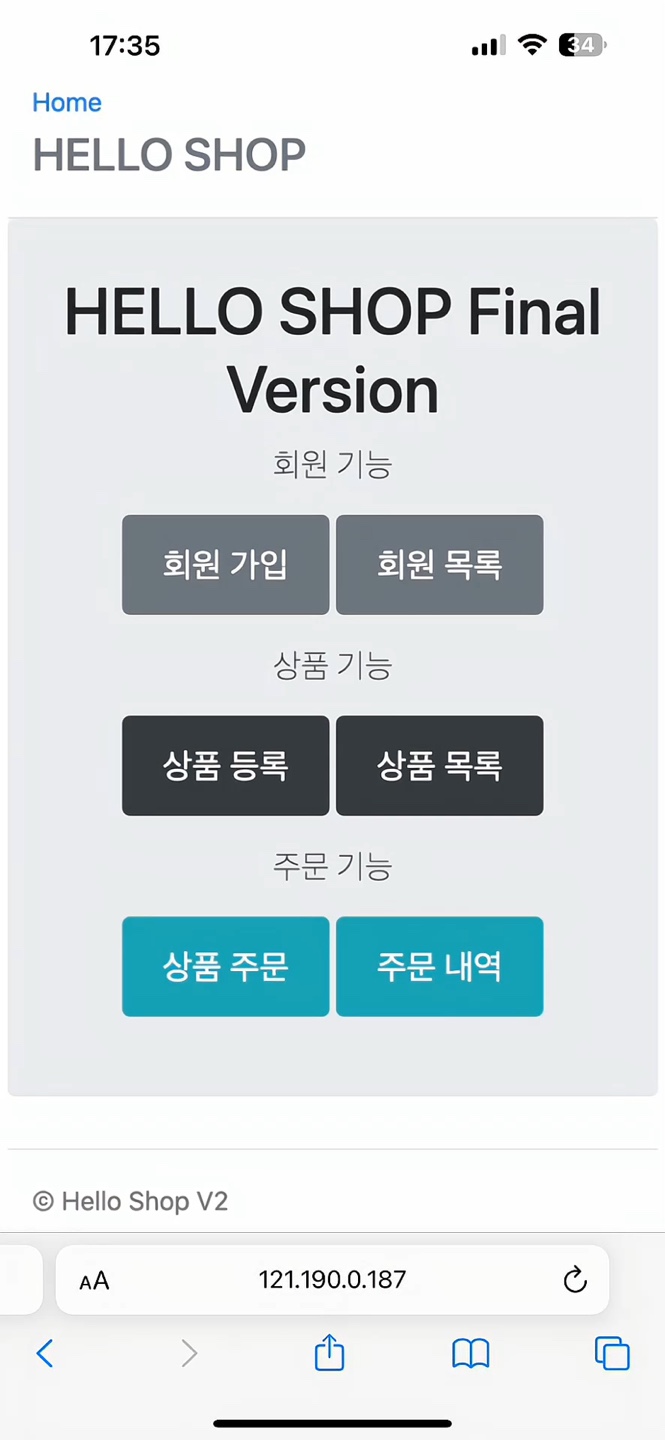 17:35
34
Home
HELLO SHOP
HELLO SHOP Final
Version
회원 기능
회원 가입 회원 목록
상품 기능
상품 등록 상품 목록
주문 기능
상품 주문 주문 내역
© Hello Shop V2
AA 121.190.0.187